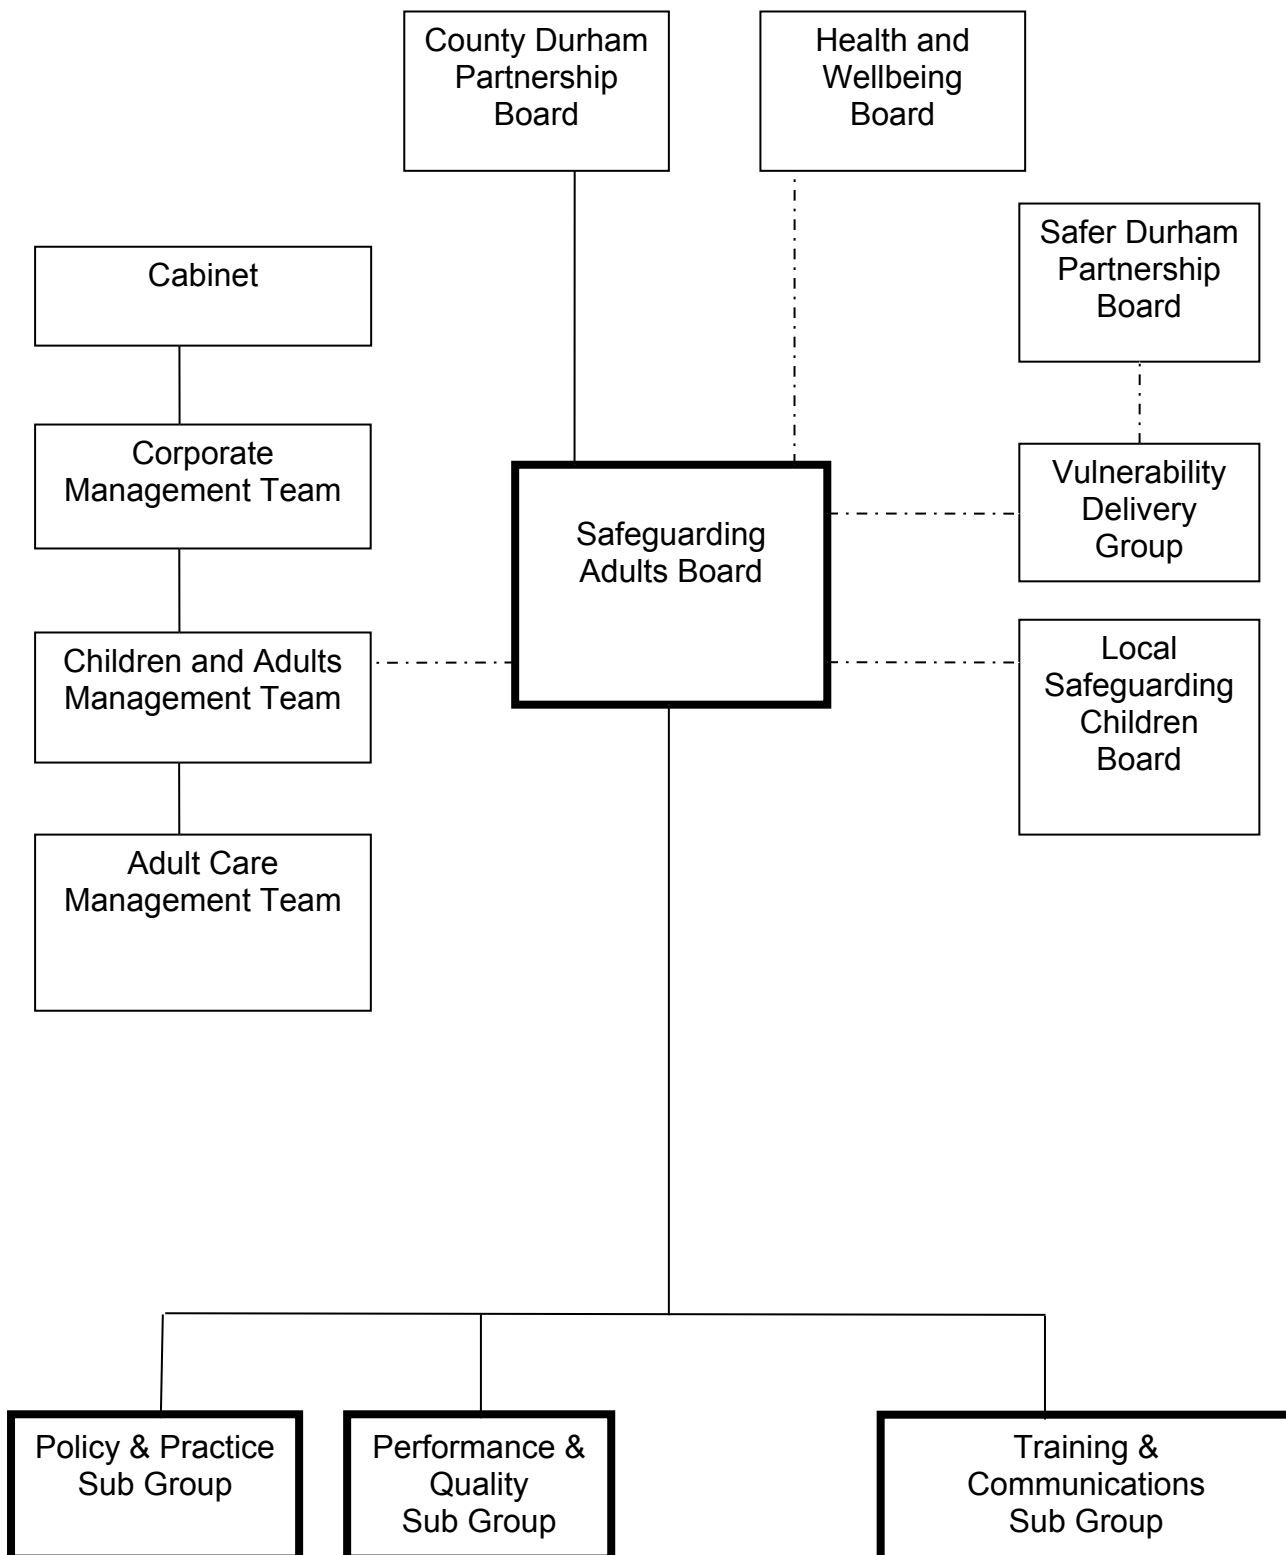 County Durham
Partnership
Board
Health and
Wellbeing
Board
Safer Durham
Partnership
Board
Cabinet
Corporate
Management Team
Vulnerability
Delivery
Group
Safeguarding
Adults Board
Children and Adults
Management Team
Local
Safeguarding
Children
Board
Adult Care
Management Team
Policy & Practice
Sub Group
Performance &
Quality
Sub Group
Training &
Communications
Sub Group